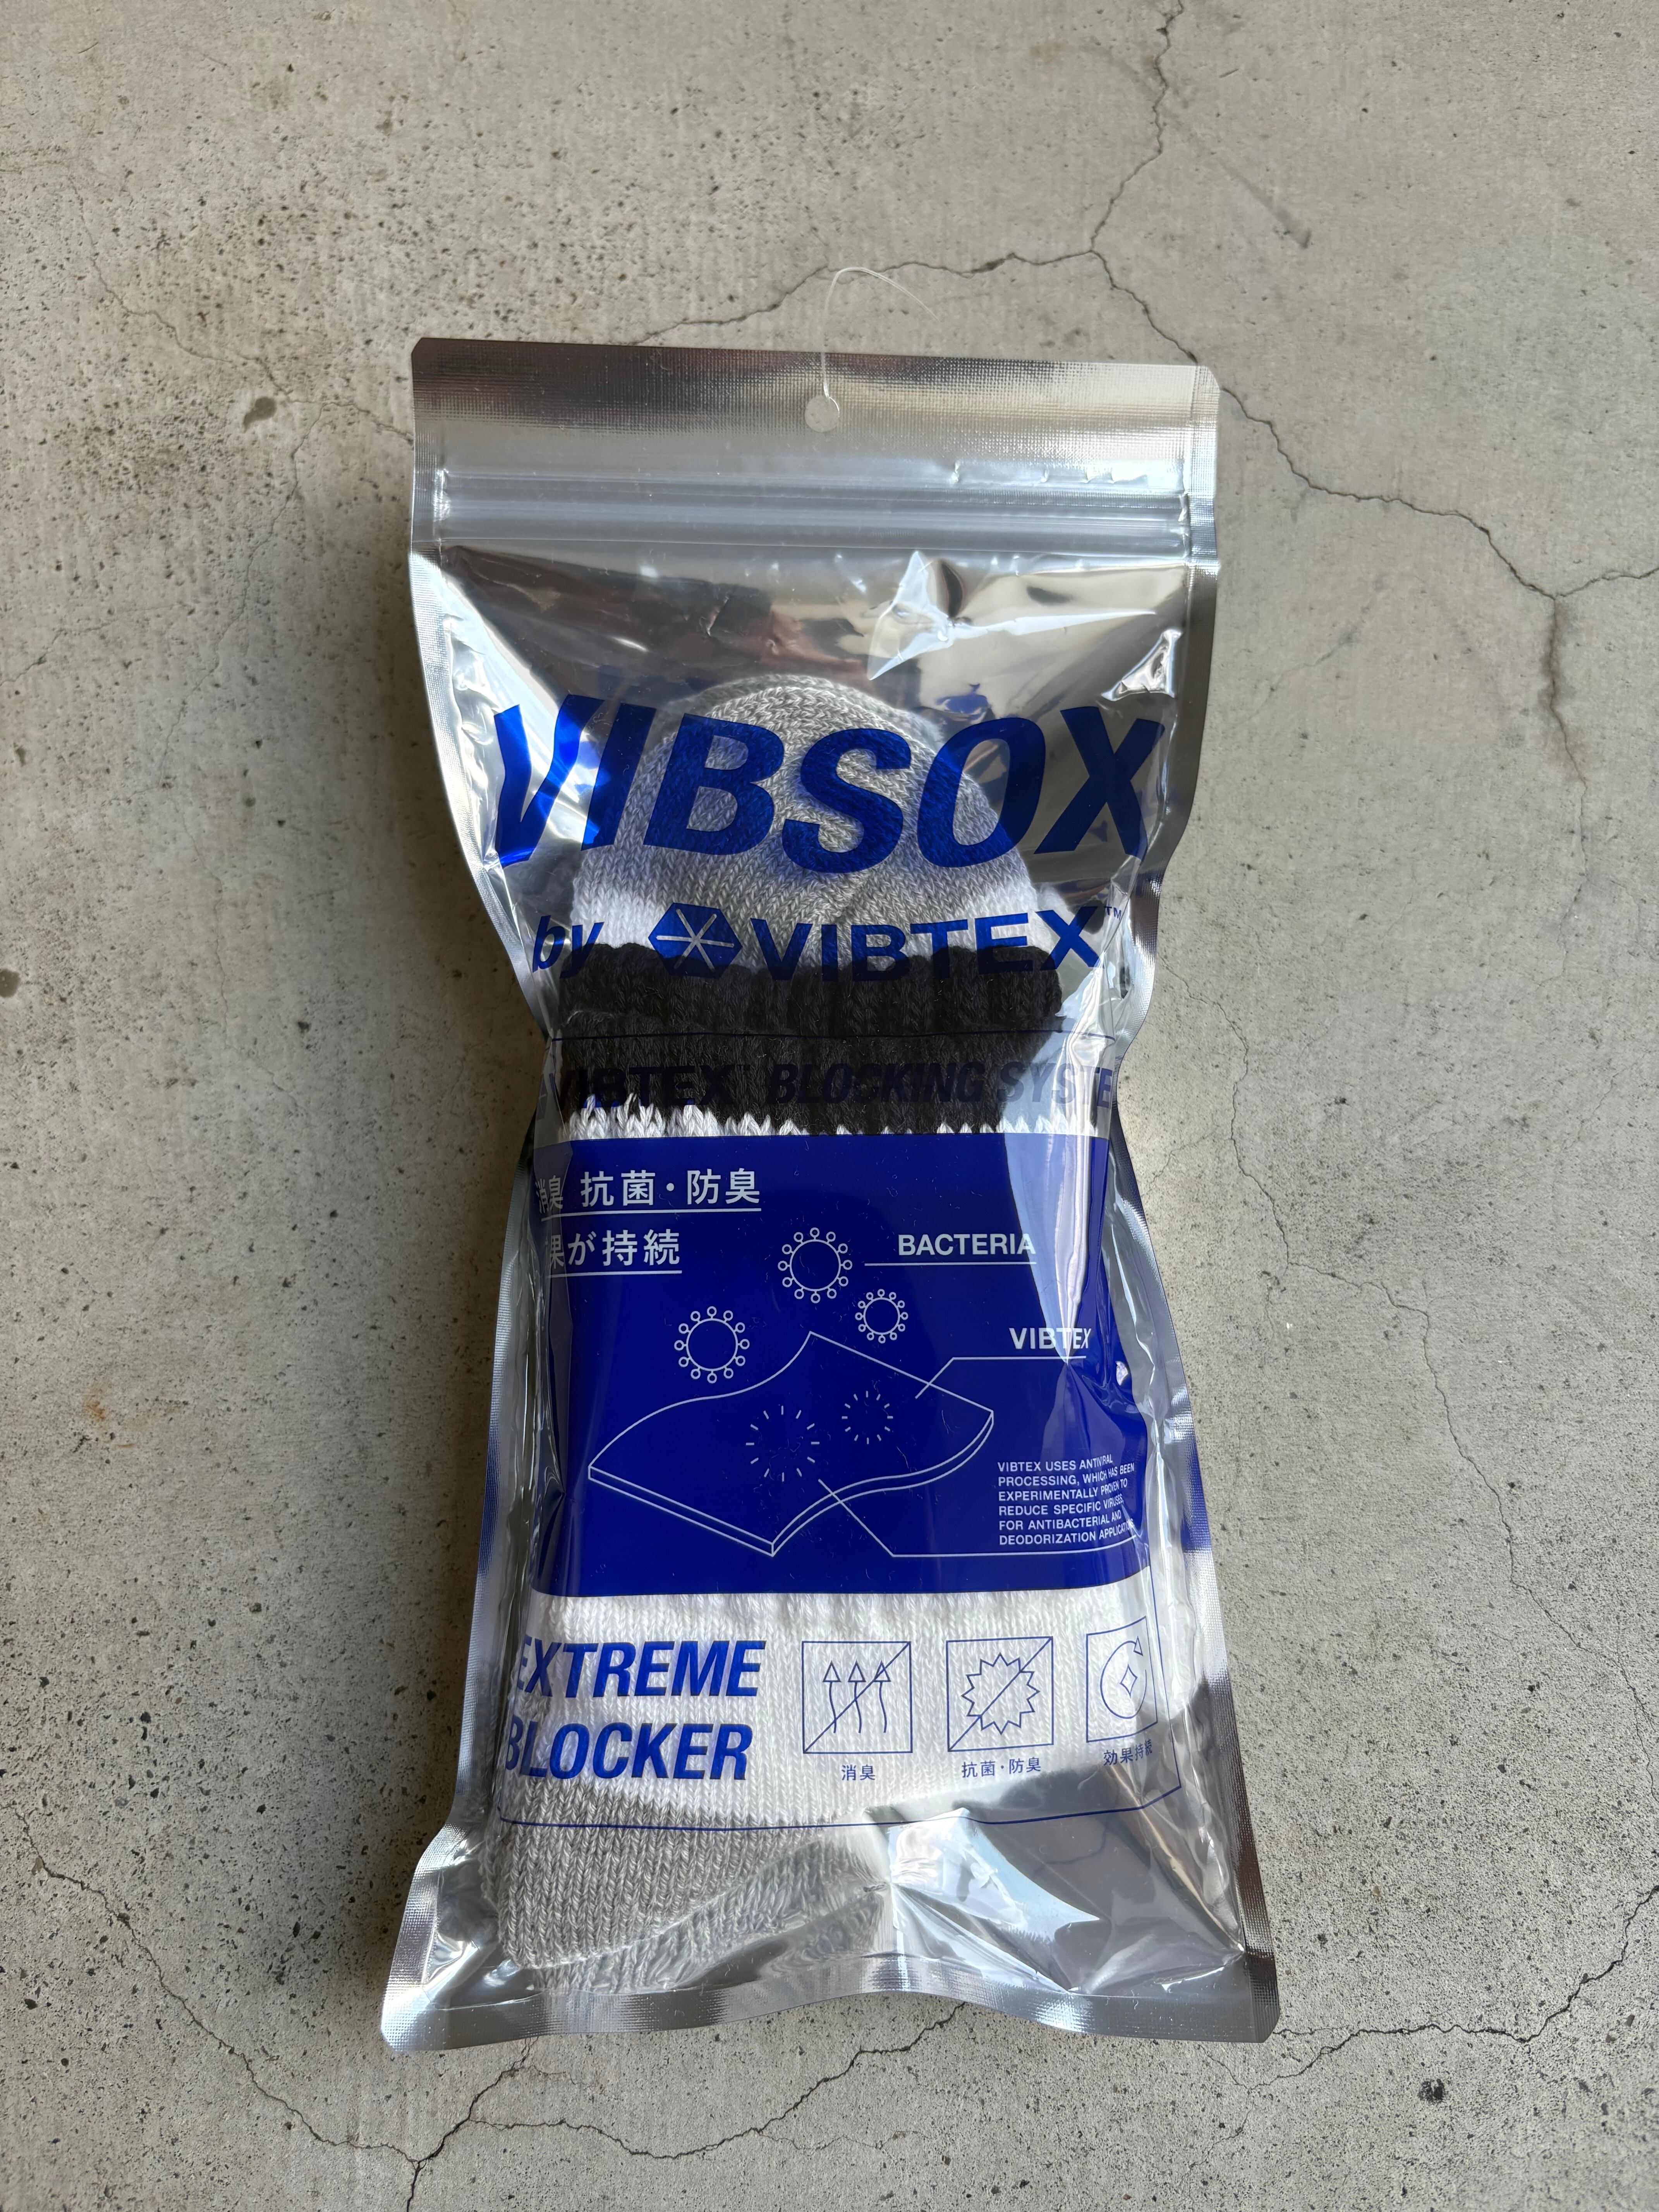 VIBSOX
by VIBTEX™
VIBTEX™ BLOCKING SYSTE
消臭 抗菌・防臭
果が持続
BACTERIA
VIBTEX
VIBTEX USES ANTIVIRAL
PROCESSING, WHICH HAS BEEN
EXPERIMENTALLY PROVEN TO
REDUCE SPECIFIC VIRUSES.
FOR ANTIBACTERIAL AND
DEODORIZATION
EXTREME
BLOCKER
消臭
抗菌・防臭
効果持続